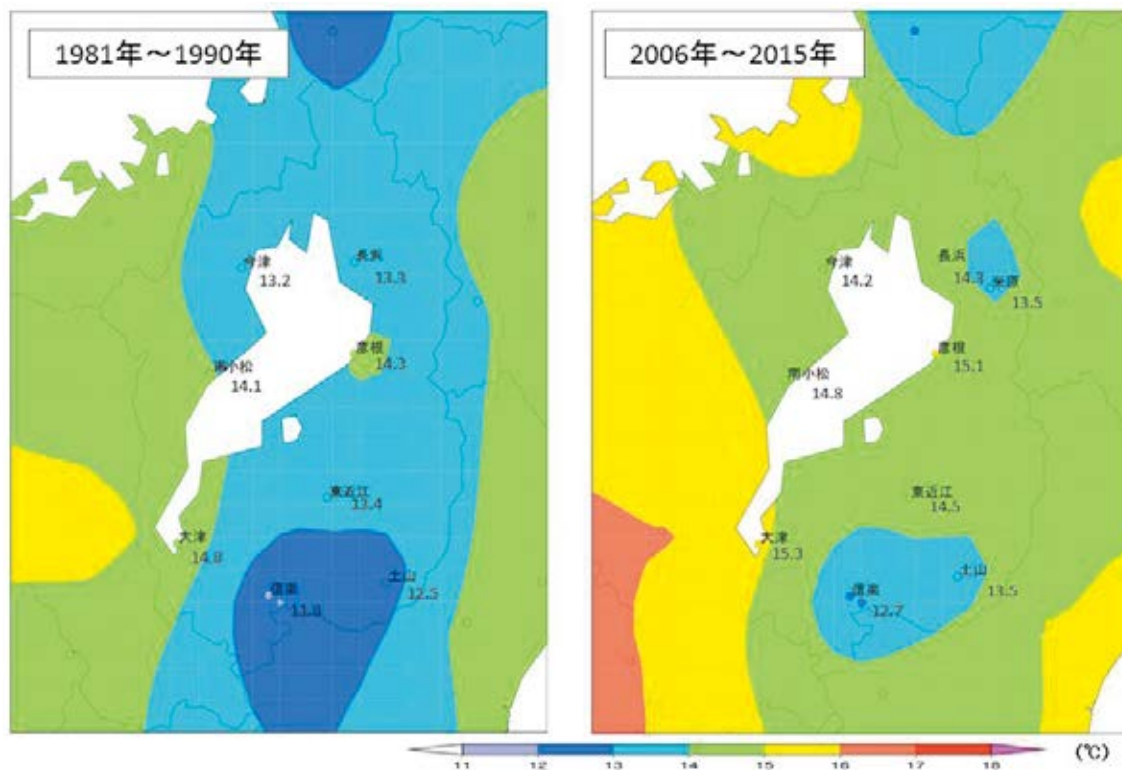 1981年～1990年
今津
13.2
長浜
13.3
彦根
14.3
南小松
14.1
東近江
13.4
大津
14.8
土山
12.5
信楽
11.8
2006年～2015年
今津
14.2
長浜
14.3
米原
13.5
彦根
15.1
南小松
14.8
東近江
14.5
大津
15.3
土山
13.5
信楽
12.7
11 12 13 14 15 16 17 18 (℃)